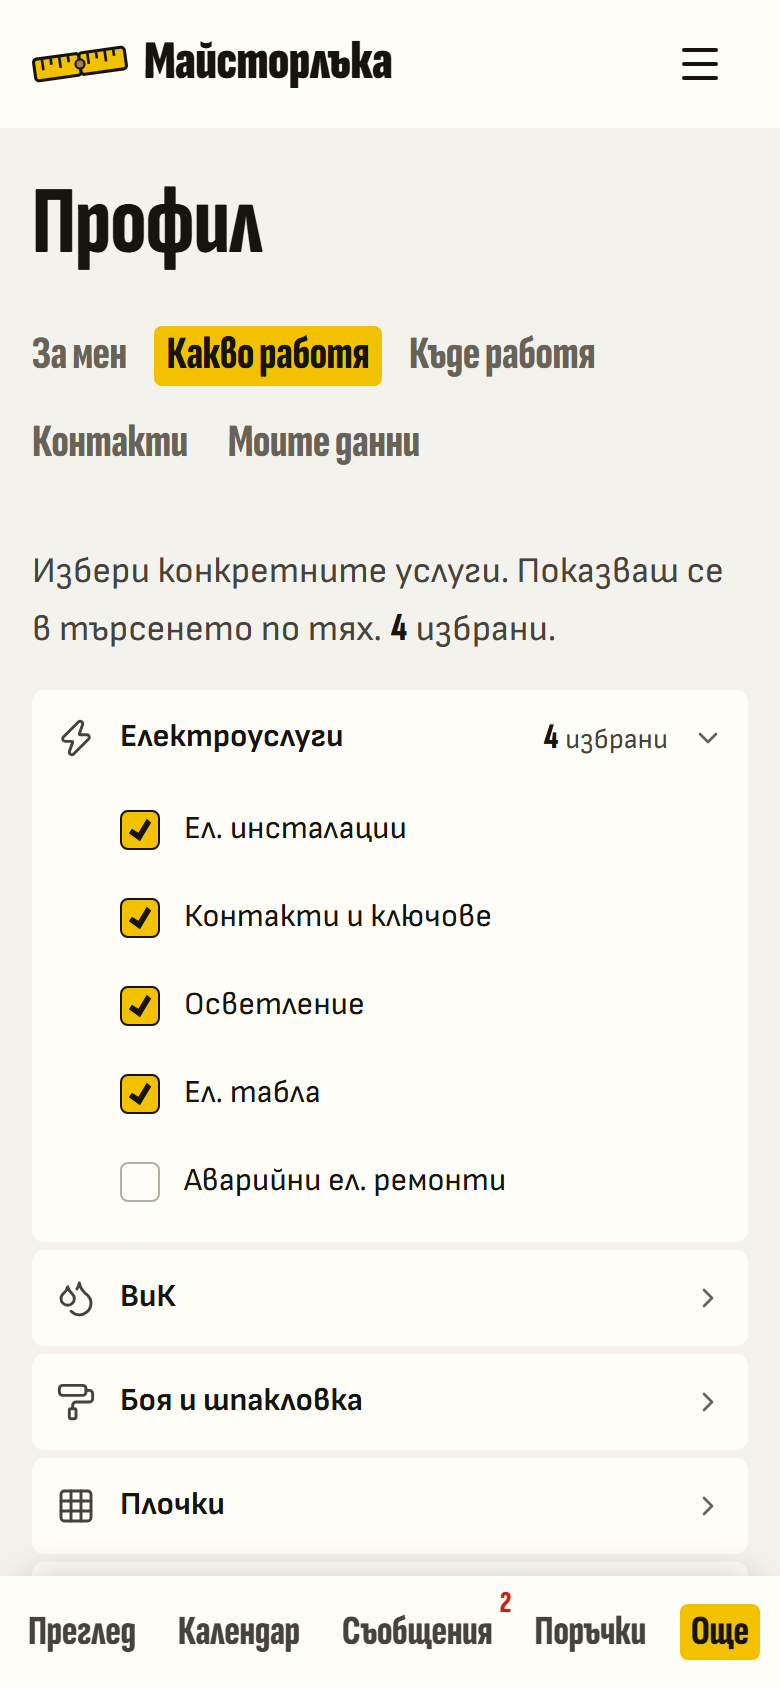 Майсторлъка
Профил
За мен Какво работя Къде работя
Контакти Моите данни
Избери конкретните услуги. Показваш се
в търсенето по тях. 4 избрани.
Електроуслуги 4 избрани
Ел. инсталации
Контакти и ключове
Осветление
Ел. табла
Аварийни ел. ремонти
ВиК
Боя и шпакловка
Плочки
Преглед Календар Съобщения 2 Поръчки Още